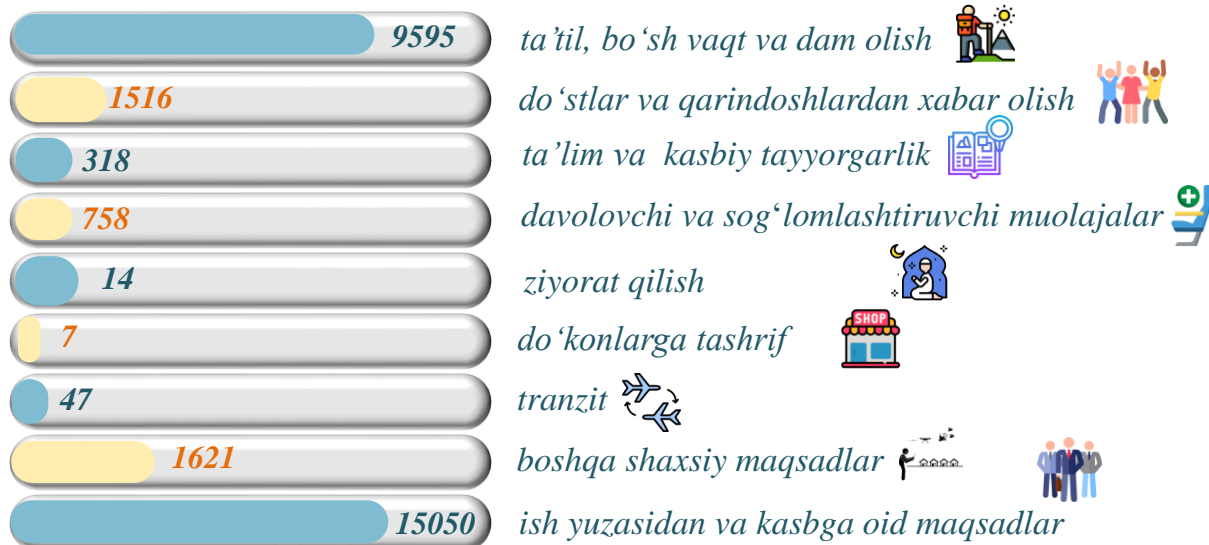 9595 ta’til, bo‘sh vaqt va dam olish
1516 do‘stlar va qarindoshlardan xabar olish
318 ta’lim va kasbiy tayyorgarlik
758 davolovchi va sog‘lomlashtiruvchi muolajalar
14 ziyorat qilish
SHOP
7 do‘konlarga tashrif
47 tranzit
1621 boshqa shaxsiy maqsadlar
15050 ish yuzasidan va kasbga oid maqsadlar